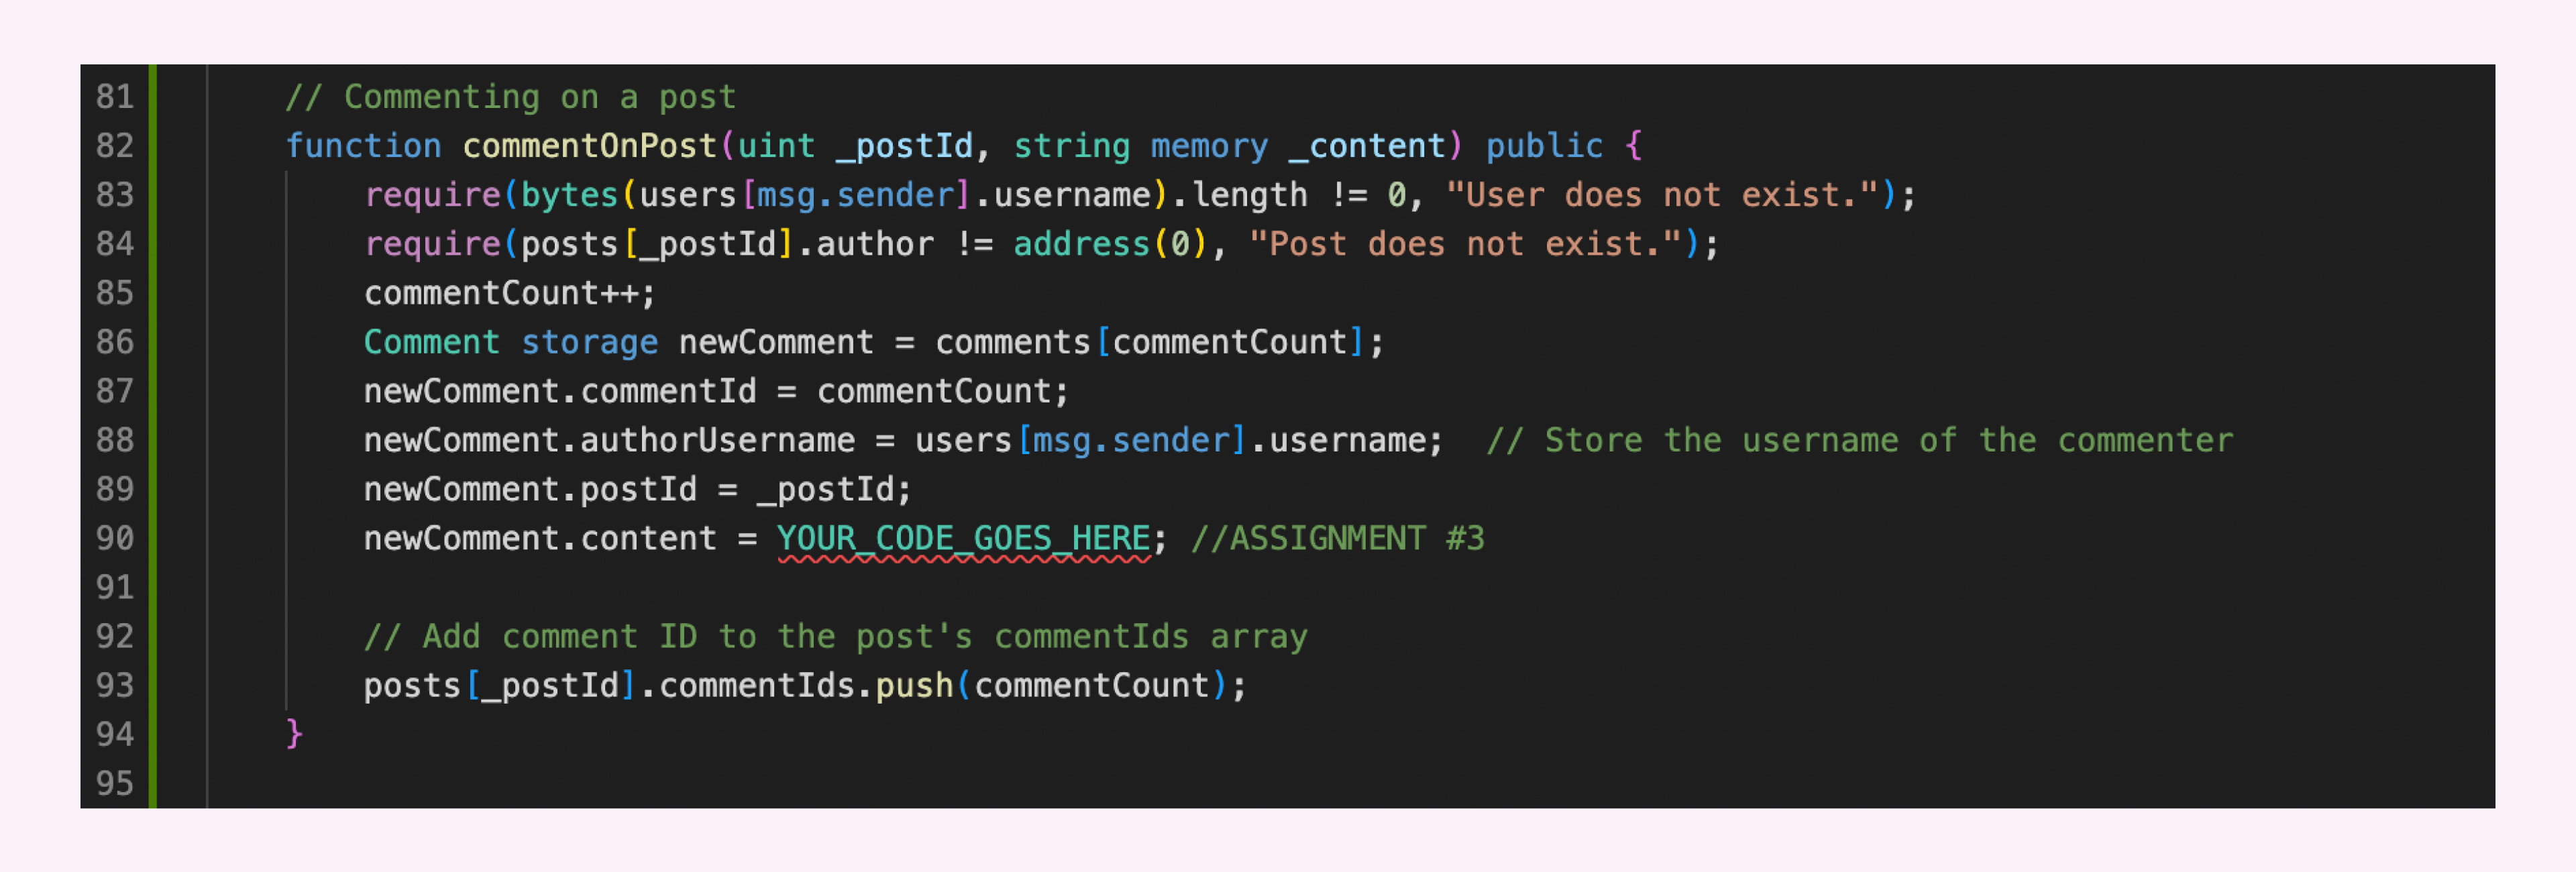 81 // Commenting on a post
82 function commentOnPost(uint _postId, string memory _content) public {
83 require(bytes(users[msg.sender].username).length != 0, "User does not exist.");
84 require(posts[_postId].author != address(0), "Post does not exist.");
85 commentCount++;
86 Comment storage newComment = comments[commentCount];
87 newComment.commentId = commentCount;
88 newComment.authorUsername = users[msg.sender].username; // Store the username of the commenter
89 newComment.postId = _postId;
90 newComment.content = YOUR_CODE_GOES_HERE; //ASSIGNMENT #3
91
92 // Add comment ID to the post's commentIds array
93 posts[_postId].commentIds.push(commentCount);
94 }
95